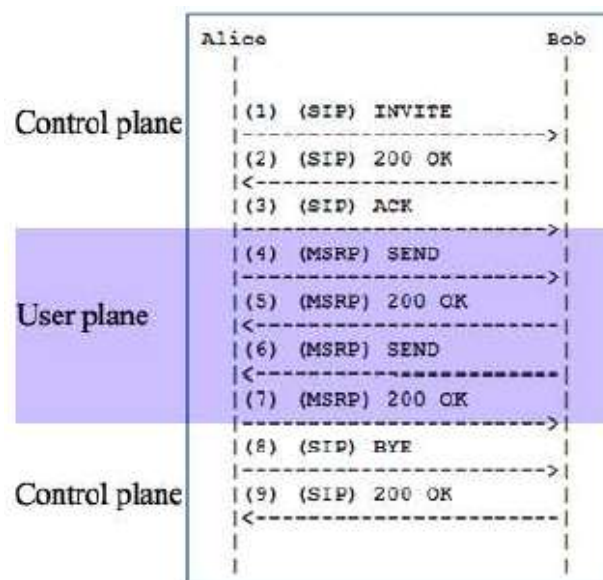 Alice Bob
Control plane
(1) (SIP) INVITE
(2) (SIP) 200 OK
(3) (SIP) ACK
(4) (MSRP) SEND
User plane
(5) (MSRP) 200 OK
(6) (MSRP) SEND
(7) (MSRP) 200 OK
(8) (SIP) BYE
Control plane
(9) (SIP) 200 OK